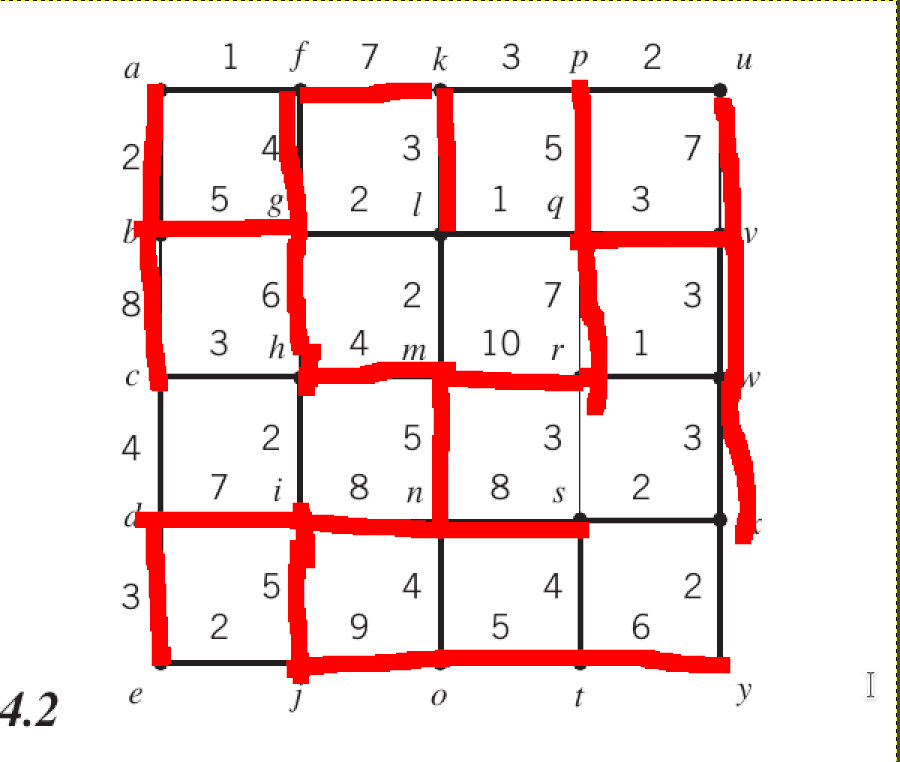 a 1 f 7 k 3 p 2 u
2 4 3 5 7
b 5 g 2 l 1 q 3 v
8 6 2 7 3
c 3 h 4 m 10 r 1 w
4 2 5 3 3
d 7 i 8 n 8 s 2
3 5 4 4 2
2 9 5 6
e j o t y
4.2